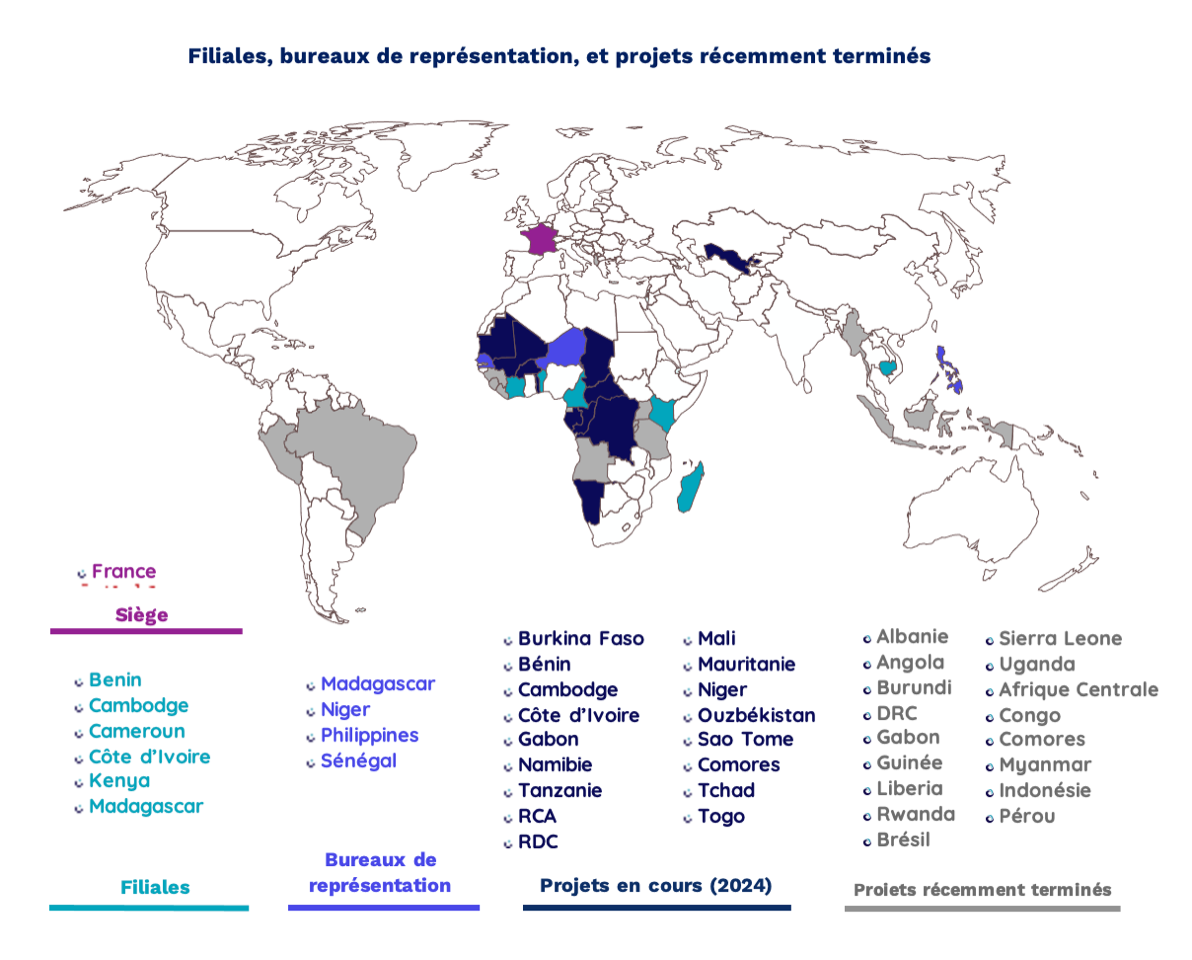 Filiales, bureaux de représentation, et projets récemment terminés
France
Siège
Benin
Cambodge
Cameroun
Côte d'Ivoire
Kenya
Madagascar
Filiales
Madagascar
Niger
Philippines
Sénégal
Bureaux de
représentation
Burkina Faso
Bénin
Cambodge
Côte d'Ivoire
Gabon
Namibie
Tanzanie
RCA
RDC
Mali
Mauritanie
Niger
Ouzbékistan
Sao Tome
Comores
Tchad
Togo
Projets en cours (2024)
Albanie
Angola
Burundi
DRC
Gabon
Guinée
Liberia
Rwanda
Brésil
Sierra Leone
Uganda
Afrique Centrale
Congo
Comores
Myanmar
Indonésie
Pérou
Projets récemment terminés